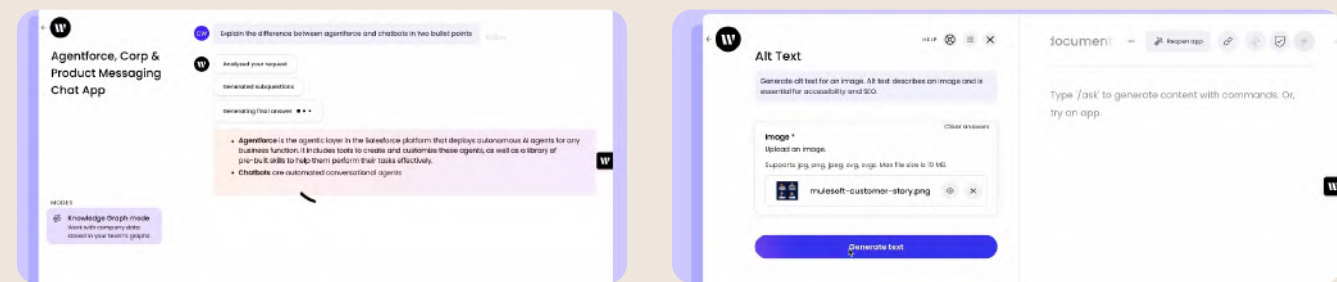 W
Agentforce, Corp &
Product Messaging
Chat App
CW
Explain the difference between agentforce and chatbots in two bullet points
W
Analyzed your request
Generated subquestions
Generating final answer
• Agentforce is the agentic layer in the Salesforce platform that deploys autonomous AI agents for any
business function. It includes tools to create and customize these agents, as well as a library of
pre-built skills to help them perform their tasks effectively.
• Chatbots are automated conversational agents
W
MODES
Knowledge Graph mode
Work with company data
stored in your team's graphs.
W
HELP
Alt Text
Generate alt text for an image. Alt text describes an image and is
essential for accessibility and SEO.
Clear answers
Image *
Upload an image.
Supports jpg, png, jpeg, svg, svgz. Max file size is 10 MB.
mulesoft-customer-story.png
Generate text
document
Reopen app
Type '/ask' to generate content with commands. Or,
try an app.
W